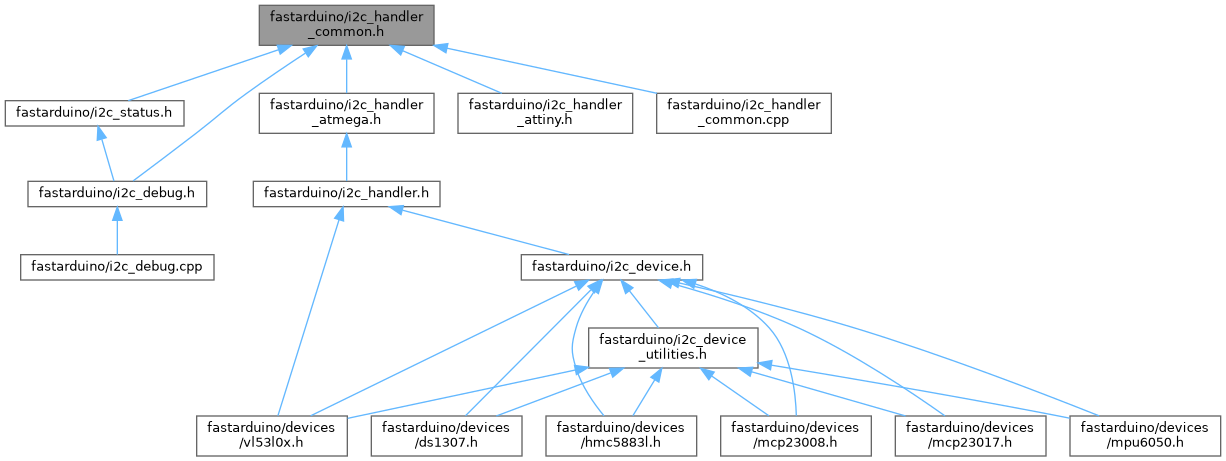 fastarduino/i2c_handler
_common.h
fastarduino/i2c_status.h
fastarduino/i2c_handler
_atmega.h
fastarduino/i2c_handler
_attiny.h
fastarduino/i2c_handler
_common.cpp
fastarduino/i2c_debug.h
fastarduino/i2c_handler.h
fastarduino/i2c_debug.cpp
fastarduino/i2c_device.h
fastarduino/i2c_device
_utilities.h
fastarduino/devices
/vl53l0x.h
fastarduino/devices
/ds1307.h
fastarduino/devices
/hmc5883l.h
fastarduino/devices
/mcp23008.h
fastarduino/devices
/mcp23017.h
fastarduino/devices
/mpu6050.h